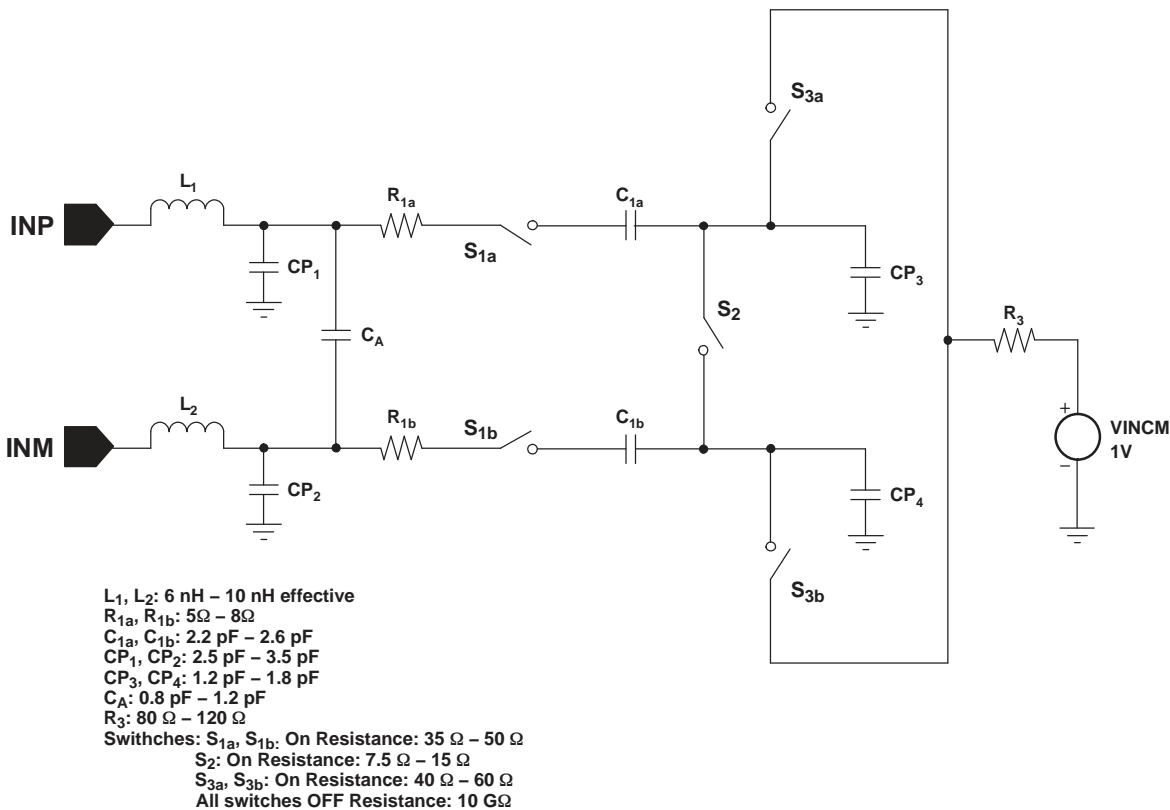 S3a
L1
R1a
C1a
INP
S1a
CP1
CP3
S2
R3
CA
L2
R1b
S1b
C1b
+
VINCM
1V
−
INM
CP2
CP4
S3b
L1, L2: 6 nH – 10 nH effective
R1a, R1b: 5Ω – 8Ω
C1a, C1b: 2.2 pF – 2.6 pF
CP1, CP2: 2.5 pF – 3.5 pF
CP3, CP4: 1.2 pF – 1.8 pF
CA: 0.8 pF – 1.2 pF
R3: 80 Ω – 120 Ω
Swithches: S1a, S1b: On Resistance: 35 Ω – 50 Ω
S2: On Resistance: 7.5 Ω – 15 Ω
S3a, S3b: On Resistance: 40 Ω – 60 Ω
All switches OFF Resistance: 10 GΩ